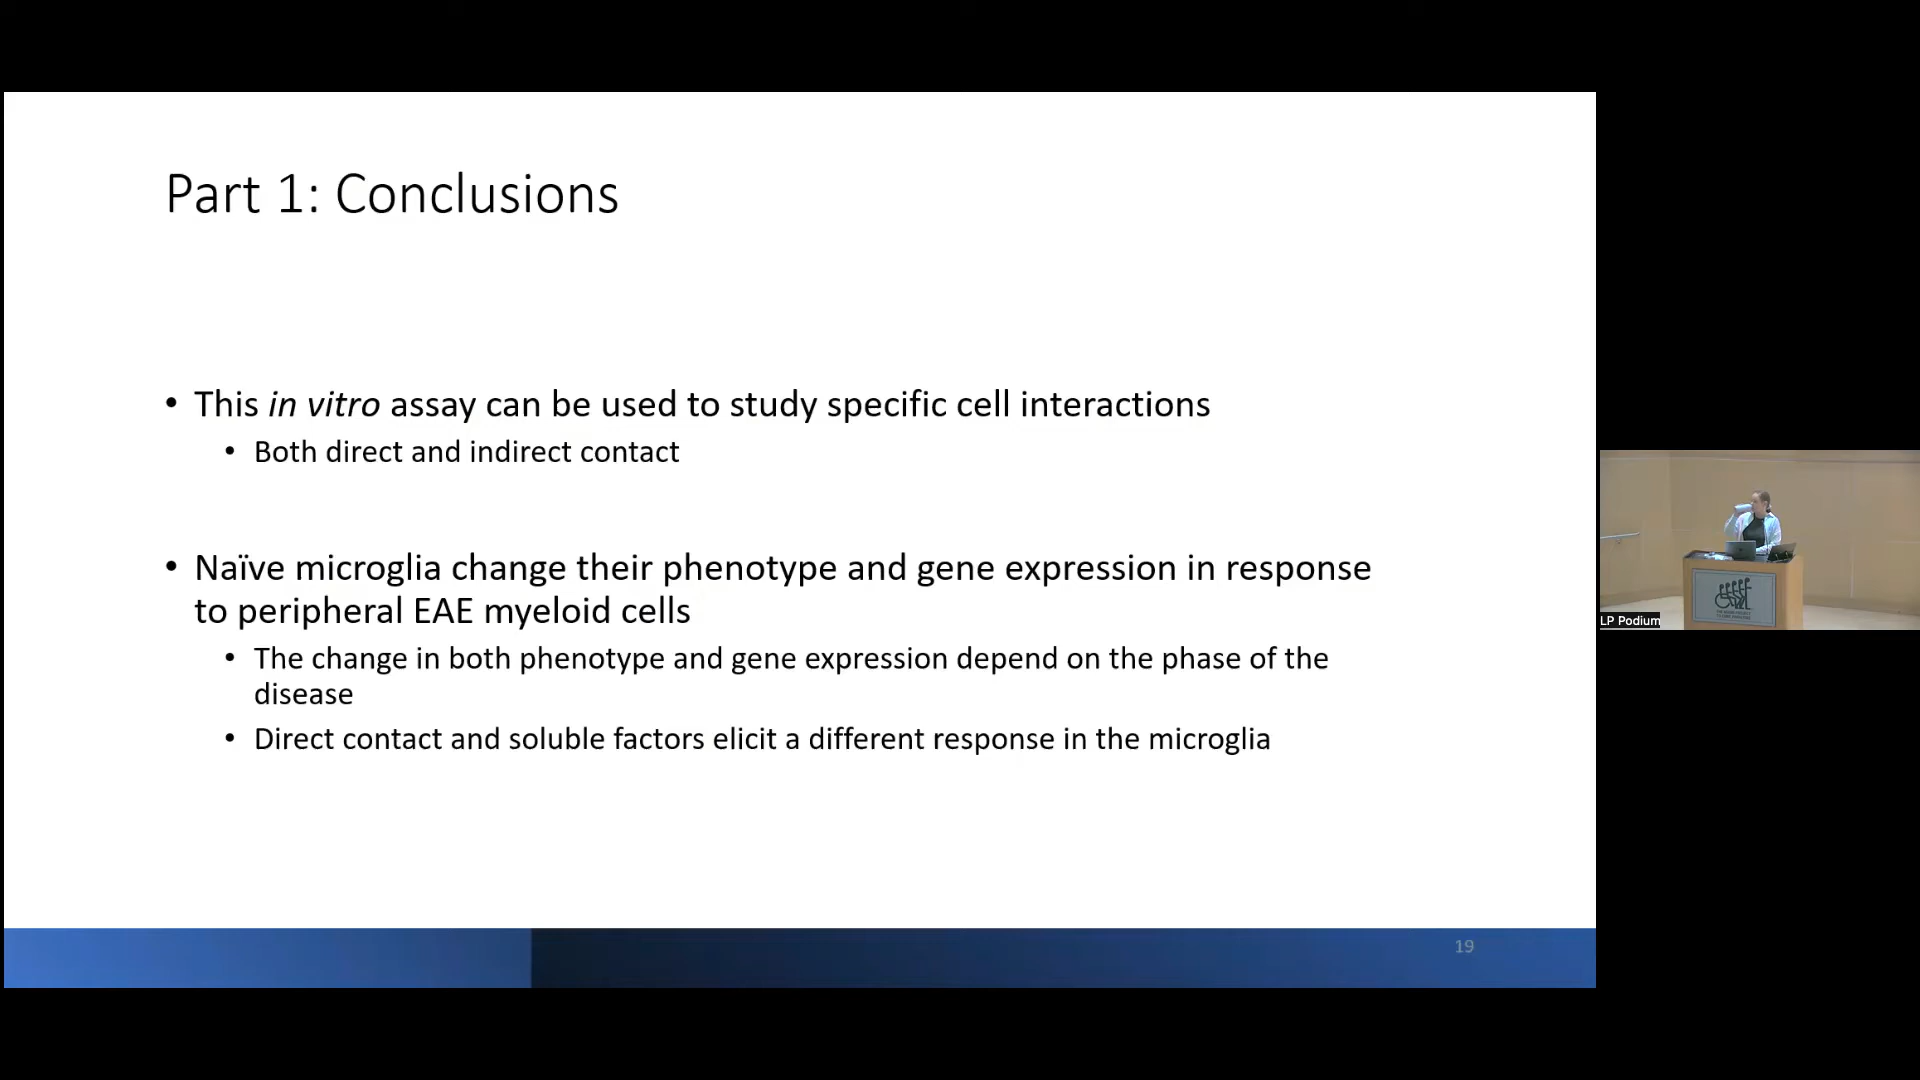 Part 1: Conclusions
• This in vitro assay can be used to study specific cell interactions
• Both direct and indirect contact
• Naïve microglia change their phenotype and gene expression in response
to peripheral EAE myeloid cells
• The change in both phenotype and gene expression depend on the phase of the
disease
• Direct contact and soluble factors elicit a different response in the microglia
19
LP Podium